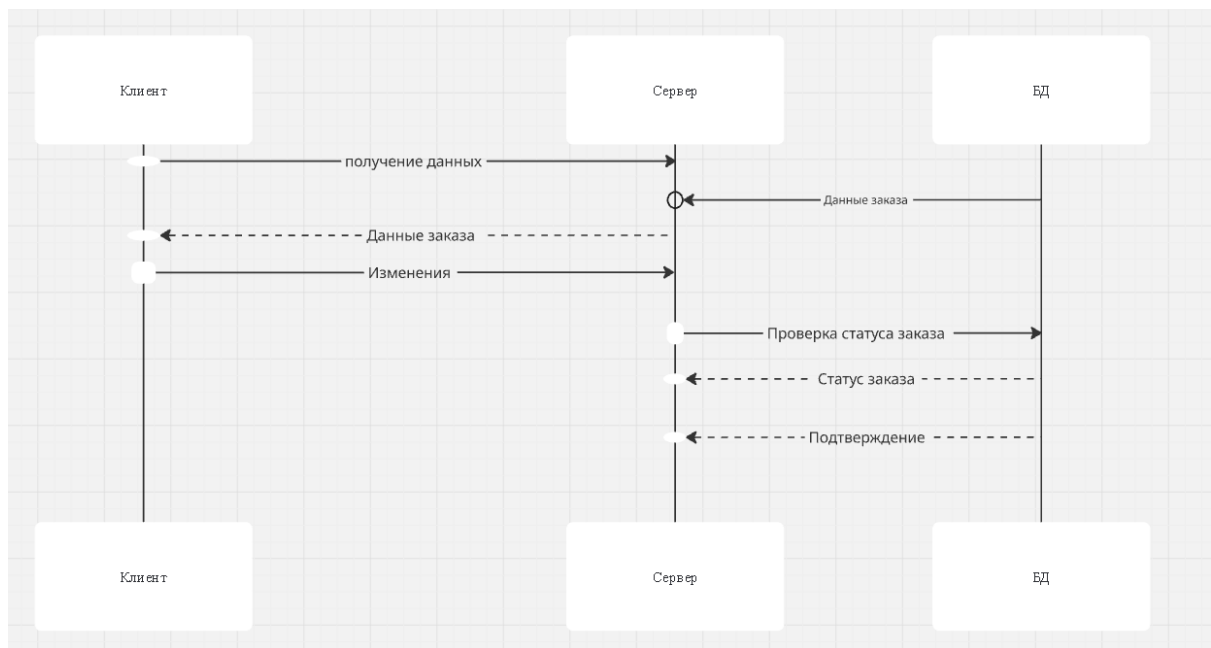 Клиент
Сервер
БД
получение данных
Данные заказа
Данные заказа
Изменения
Проверка статуса заказа
Статус заказа
Подтверждение
Клиент
Сервер
БД